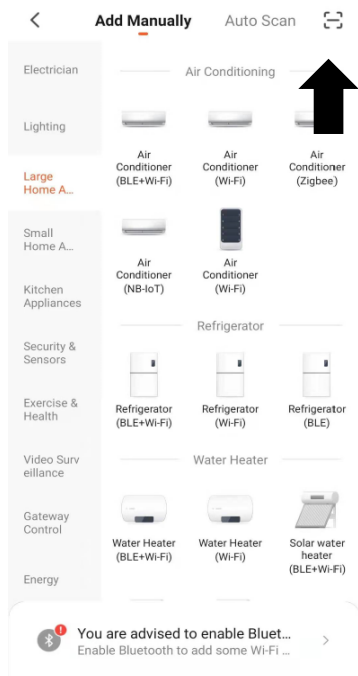 Add Manually Auto Scan
Electrician
Lighting
Large
Home A...
Small
Home A...
Kitchen
Appliances
Security &
Sensors
Exercise &
Health
Video Surv
eillance
Gateway
Control
Energy
Air Conditioning
Air
Conditioner
(BLE+Wi-Fi)
Air
Conditioner
(Wi-Fi)
Air
Conditioner
(Zigbee)
Air
Conditioner
(NB-IoT)
Air
Conditioner
(Wi-Fi)
Refrigerator
Refrigerator
(BLE+Wi-Fi)
Refrigerator
(Wi-Fi)
Refrigerator
(BLE)
Water Heater
Water Heater
(BLE+Wi-Fi)
Water Heater
(Wi-Fi)
Solar water
heater
(BLE+Wi-Fi)
You are advised to enable Bluet...
Enable Bluetooth to add some Wi-Fi ...